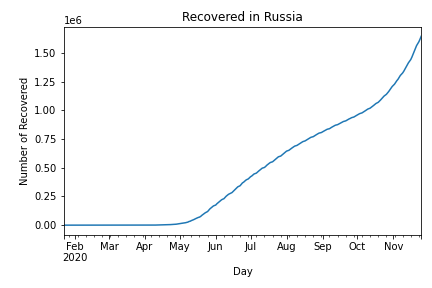 Recovered in Russia
1e6
Number of Recovered
1.50
1.25
1.00
0.75
0.50
0.25
0.00
Feb Mar Apr May Jun Jul Aug Sep Oct Nov
2020
Day